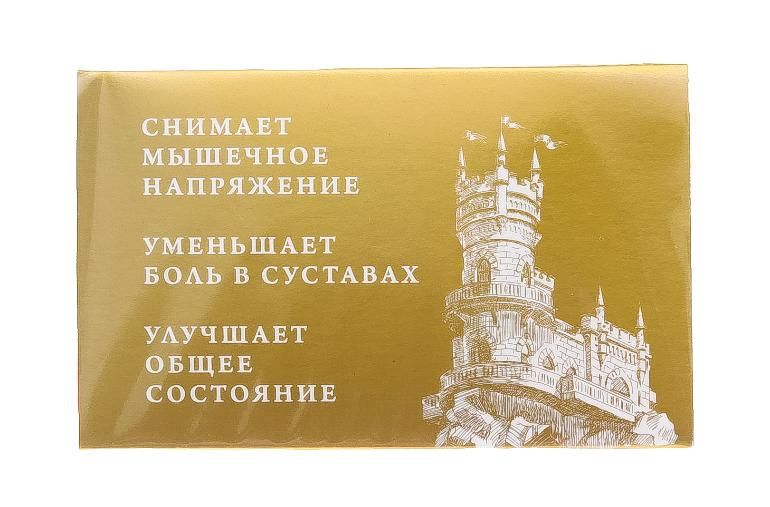 СНИМАЕТ
МЫШЕЧНОЕ
НАПРЯЖЕНИЕ
УМЕНЬШАЕТ
БОЛЬ В СУСТАВАХ
УЛУЧШАЕТ
ОБЩЕЕ
СОСТОЯНИЕ